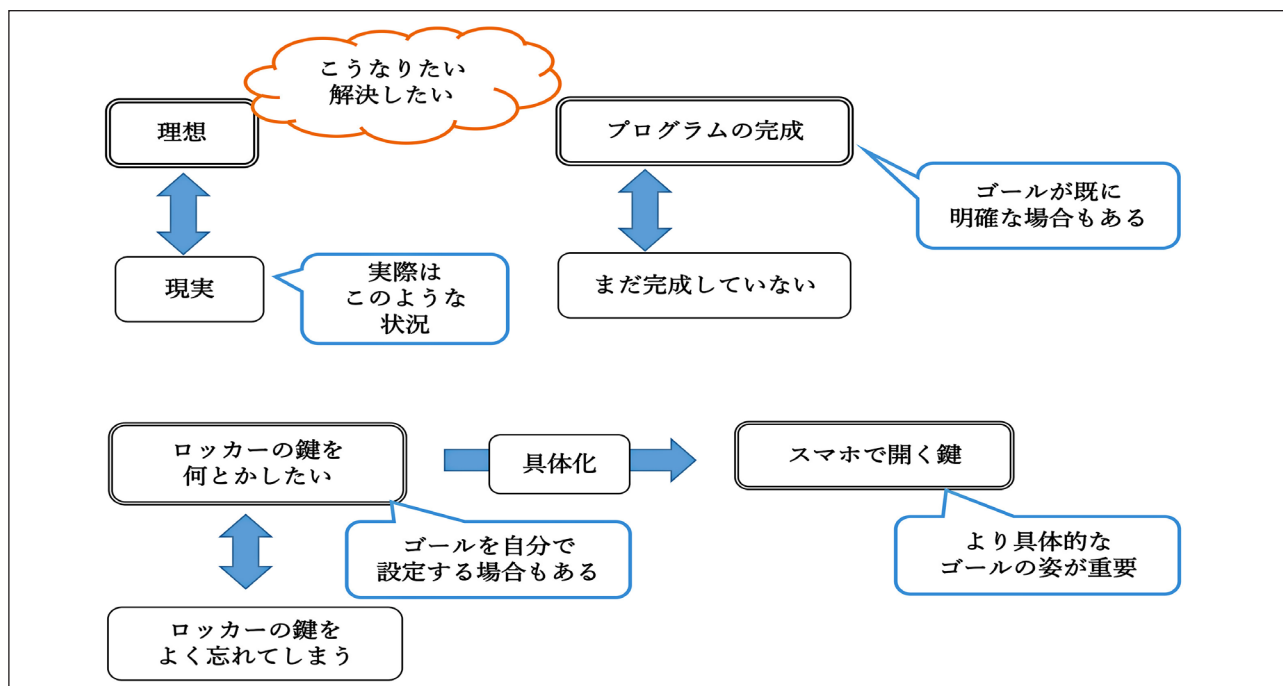 こうなりたい
解決したい
理想
現実
実際は
このような
状況
プログラムの完成
ゴールが既に
明確な場合もある
まだ完成していない
ロッカーの鍵を
何とかしたい
具体化
スマホで開く鍵
ゴールを自分で
設定する場合もある
より具体的な
ゴールの姿が重要
ロッカーの鍵を
よく忘れてしまう